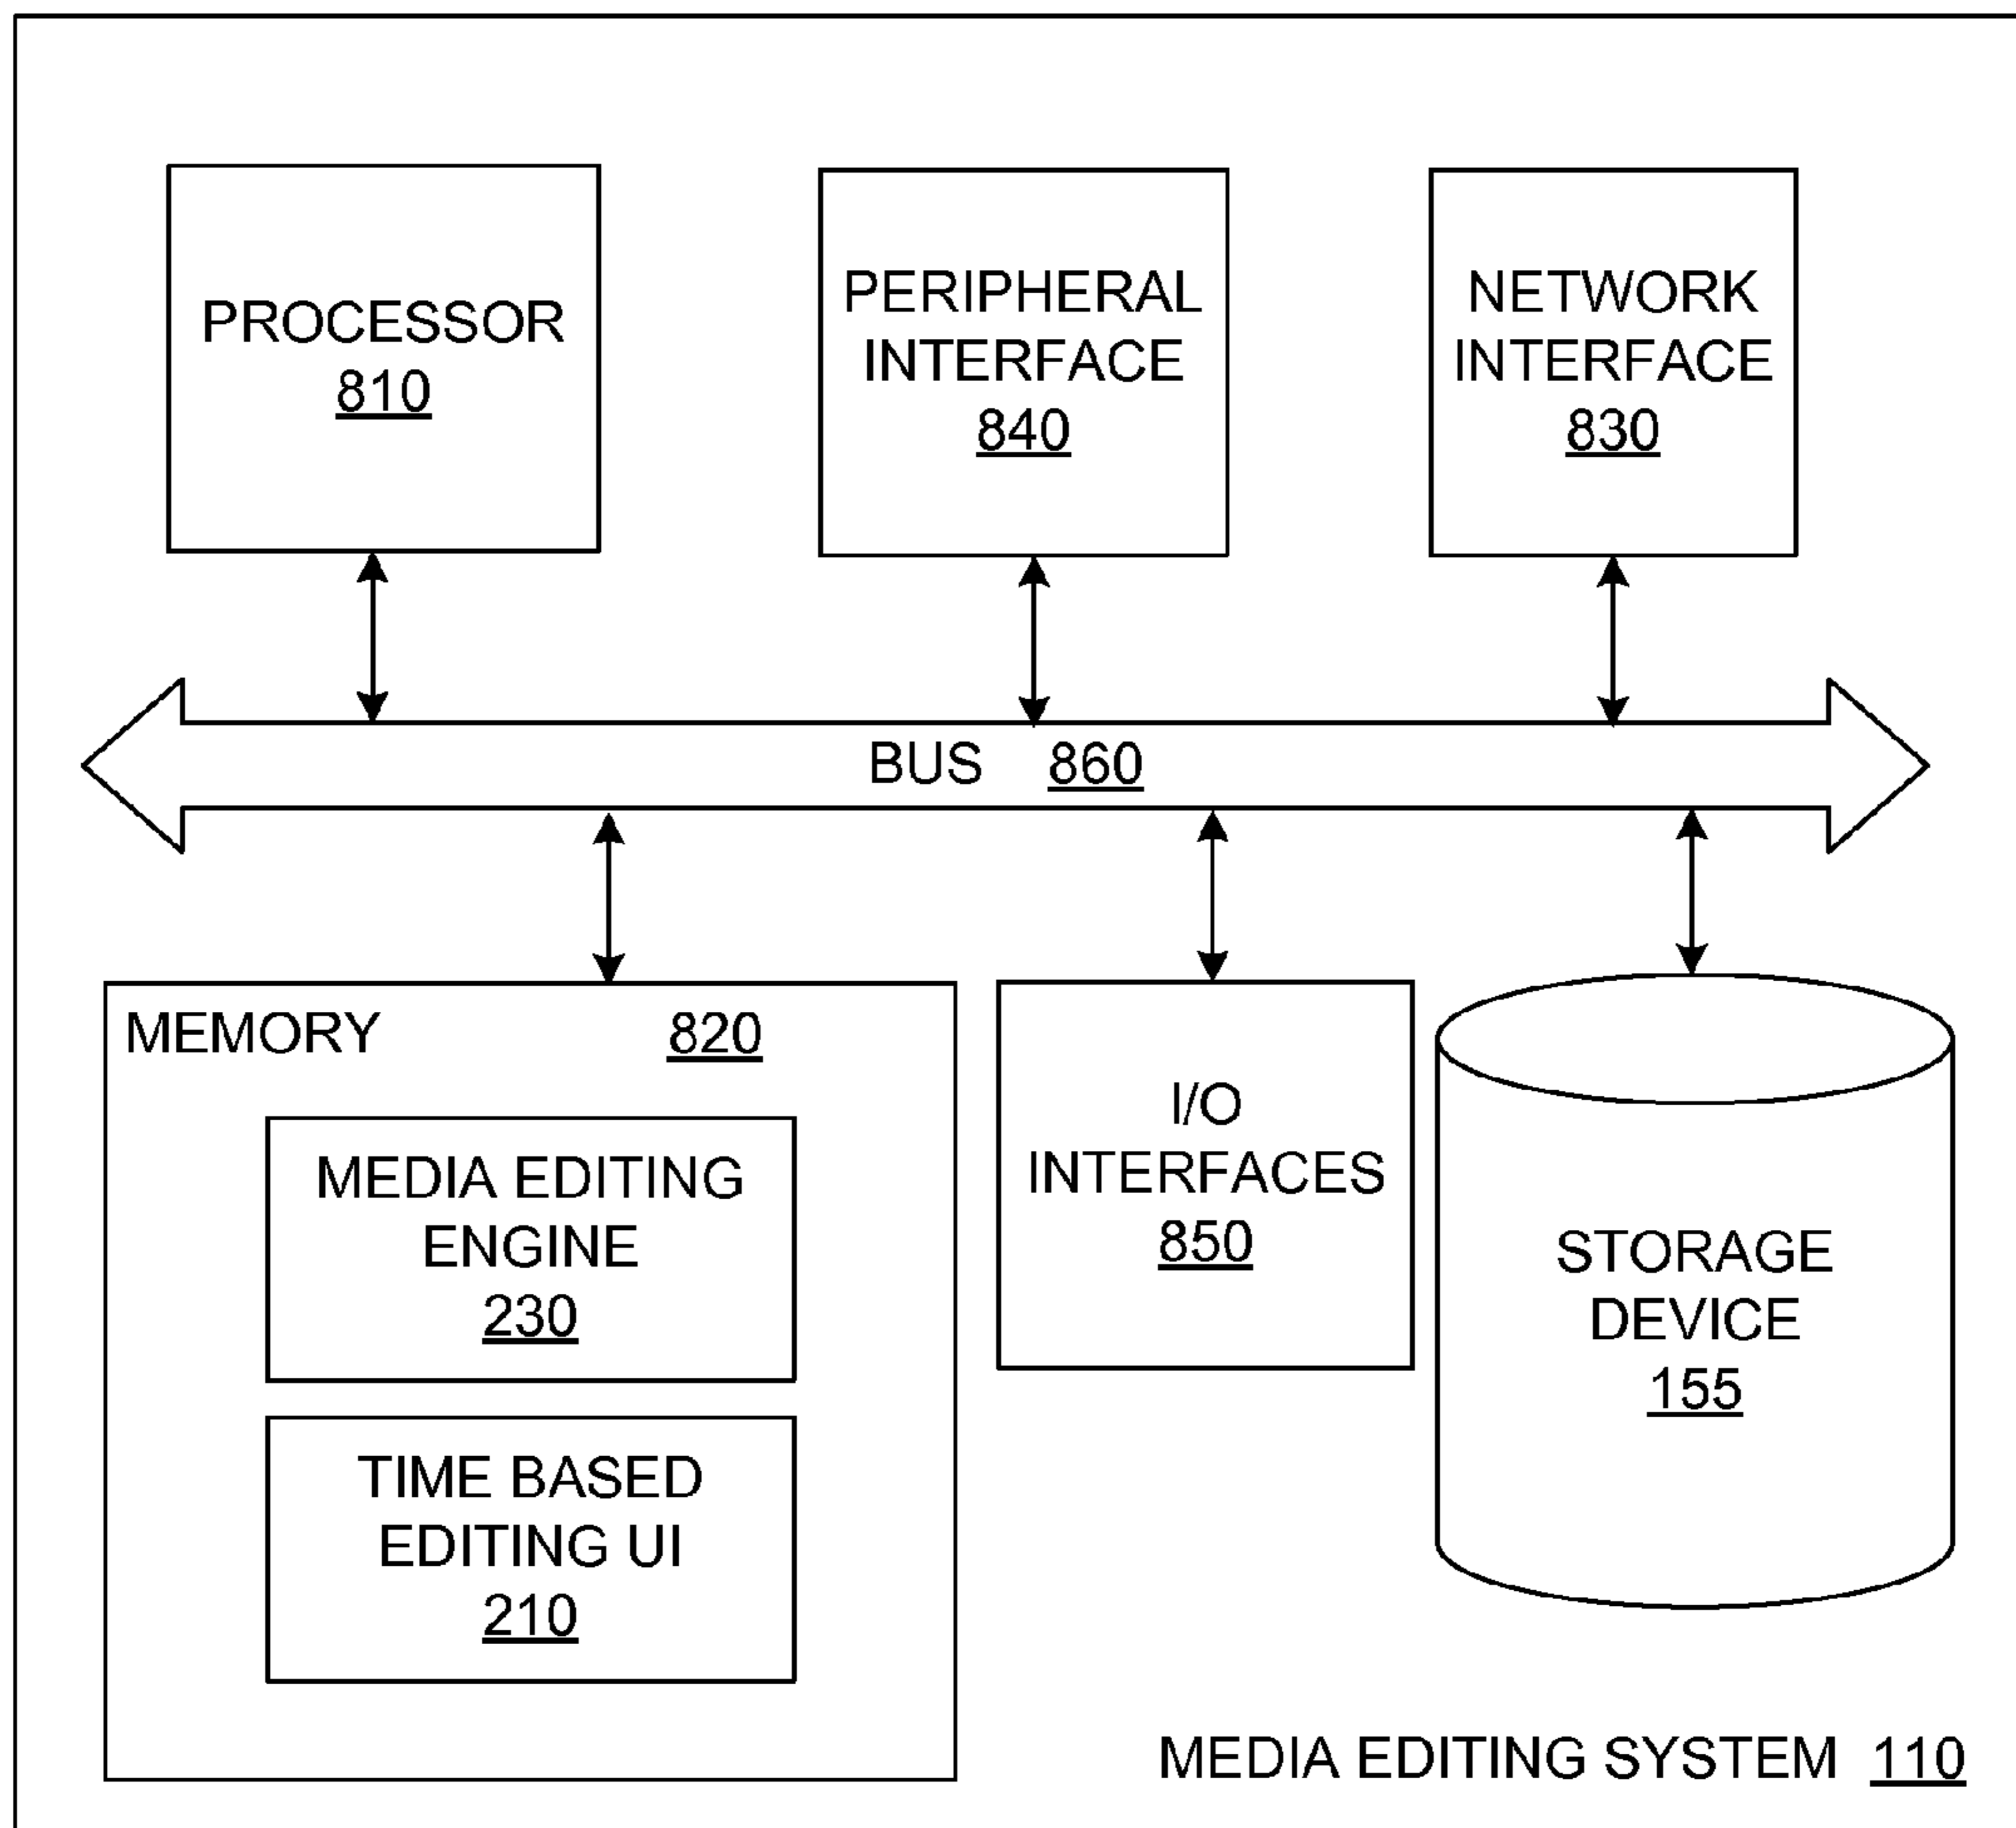 PROCESSOR
810
PERIPHERAL
INTERFACE
840
NETWORK
INTERFACE
830
BUS 860
MEMORY 820
MEDIA EDITING
ENGINE
230
TIME BASED
EDITING UI
210
I/O
INTERFACES
850
STORAGE
DEVICE
155
MEDIA EDITING SYSTEM 110